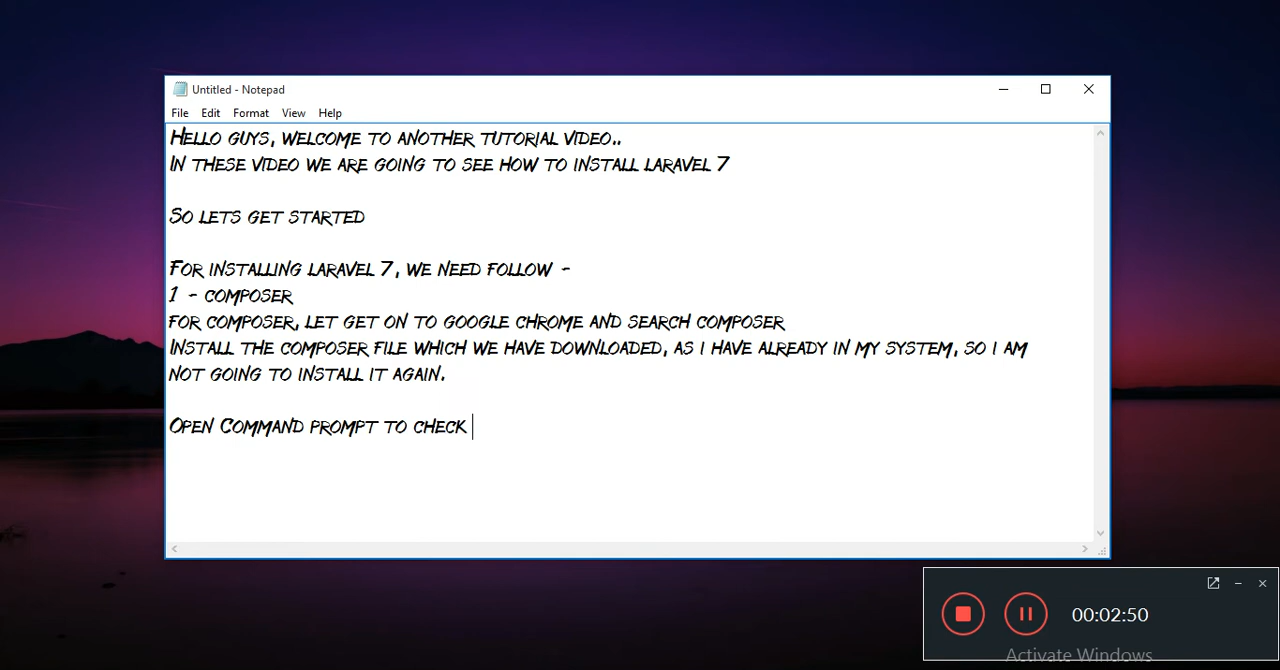 Untitled - Notepad
File Edit Format View Help
Hello guys, welcome to another tutorial video..
In these video we are going to see how to install laravel 7
So lets get started
For installing laravel 7, we need follow -
1 - composer
for composer, let get on to google chrome and search composer
Install the composer file which we have downloaded, as i have already in my system, so i am
not going to install it again.
Open Command prompt to check
00:02:50
Activate Windows